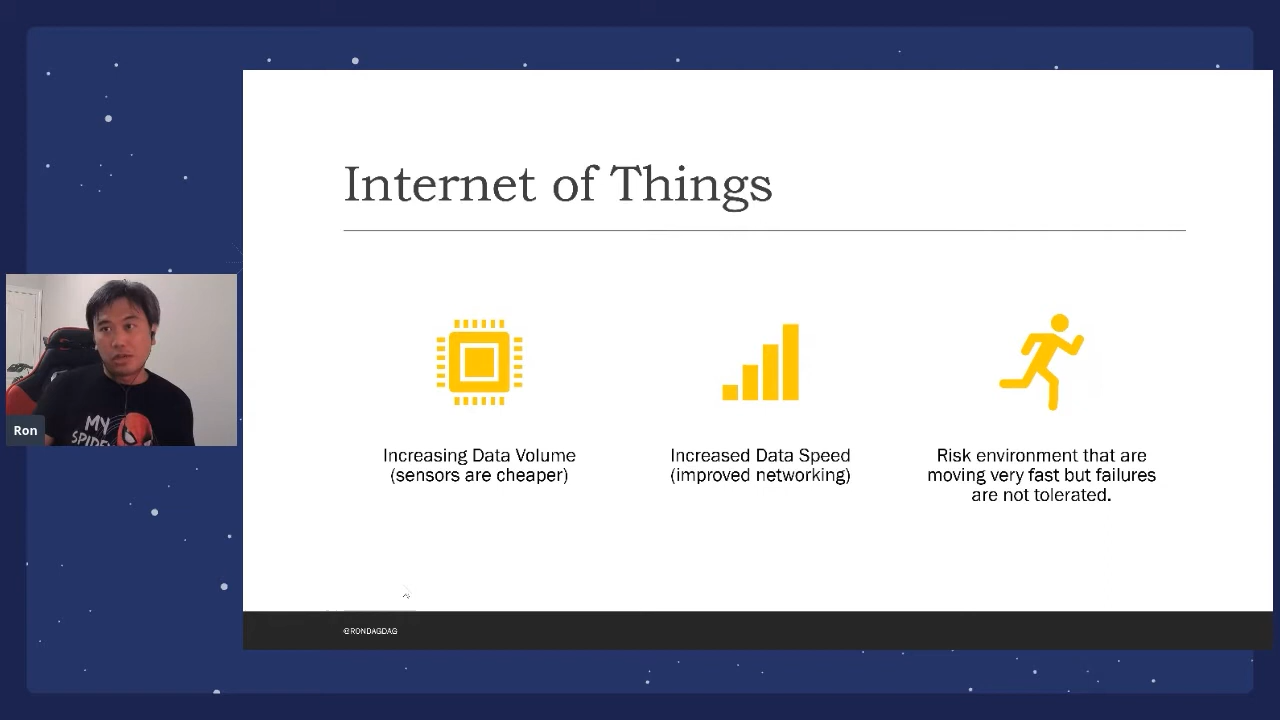 Internet of Things
Increasing Data Volume
(sensors are cheaper)
Increased Data Speed
(improved networking)
Risk environment that are
moving very fast but failures
are not tolerated.
MY
Ron
@RONDAGDAG